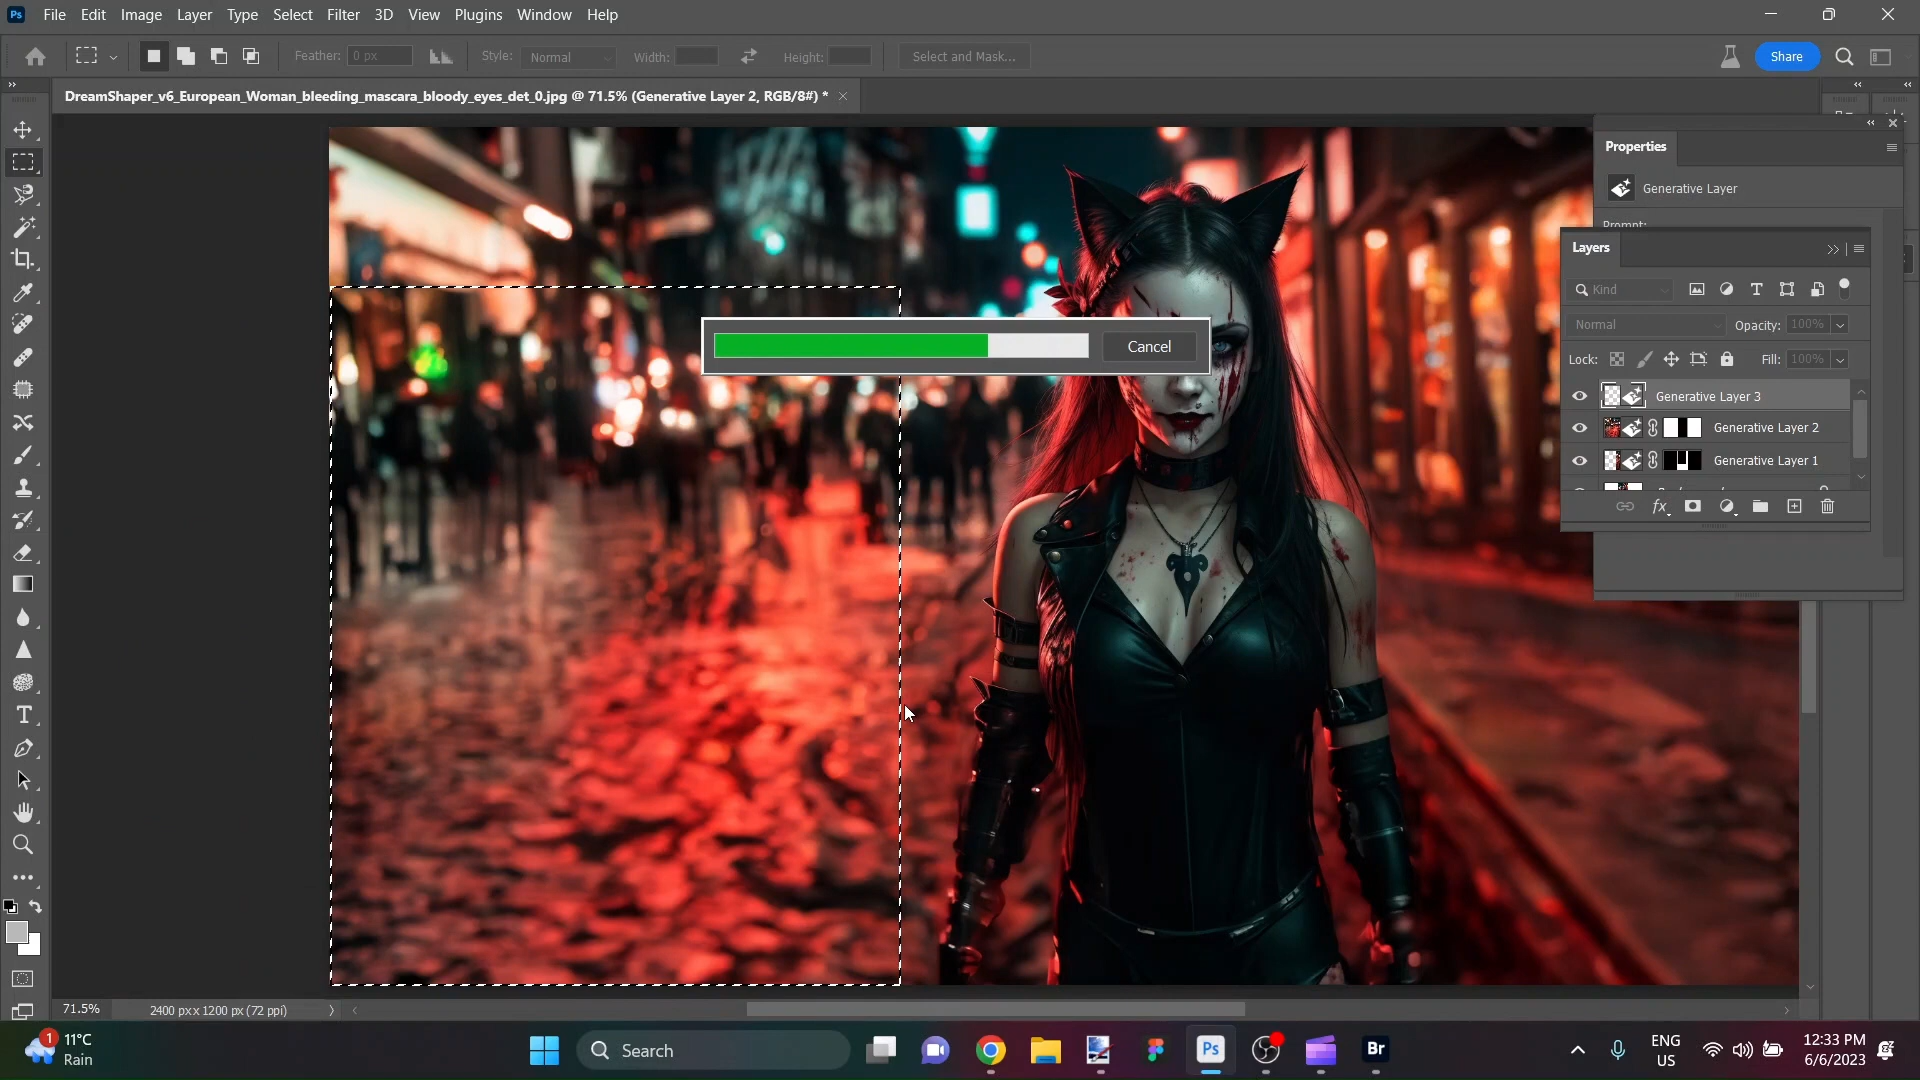 Ps File Edit Image Layer Type Select Filter 3D View Plugins Window Help
Feather: 0 px Style: Normal Width: Height: Select and Mask... Share
DreamShaper_v6_European_Woman_bleeding_mascara_bloody_eyes_det_0.jpg @ 71.5% (Generative Layer 2, RGB/8#) *
Properties
Generative Layer
Prompt:
Layers
Kind
Normal Opacity: 100%
Lock: Fill: 100%
Cancel
Generative Layer 3
Generative Layer 2
Generative Layer 1
fx
71.5% 2400 px x 1200 px (72 ppi)
1 11°C
Rain
Search
Ps
Br
ENG
US
12:33 PM
6/6/2023